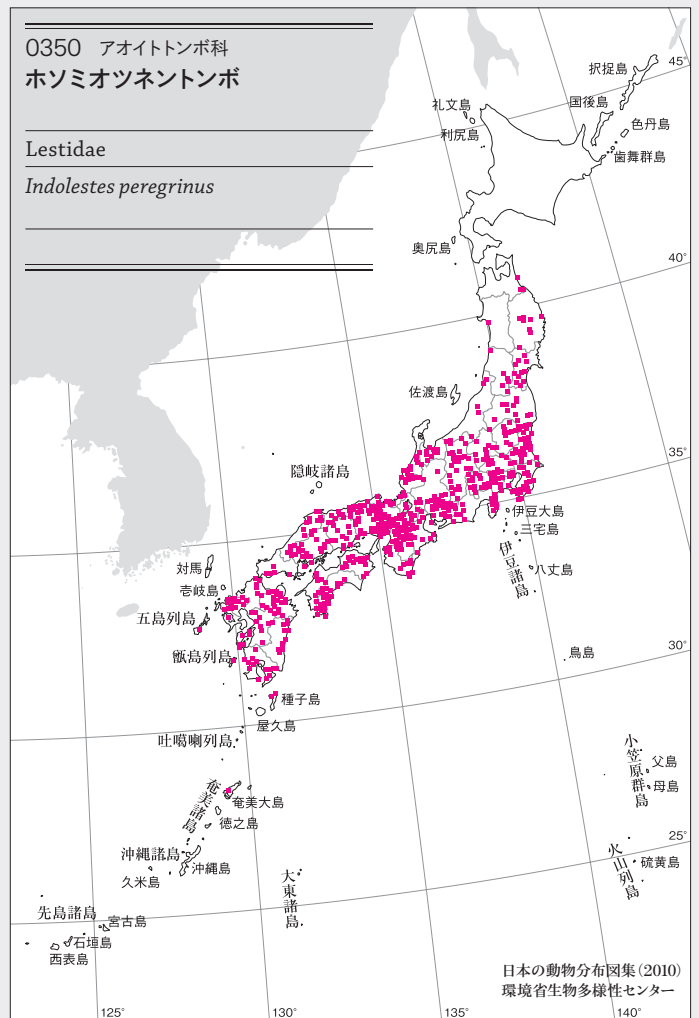 0350 アオイトトンボ科
ホソミオツネントンボ
Lestidae
Indolestes peregrinus
択捉島
45°
礼文島
国後島
利尻島
色丹島
歯舞群島
奥尻島
40°
佐渡島
35°
隠岐諸島
伊豆大島
三宅島
伊豆諸島
八丈島
対馬
壱岐島
五島列島
甑島列島
鳥島
30°
種子島
屋久島
吐噶喇列島
小笠原群島
父島
母島
奄美諸島
奄美大島
徳之島
25°
沖縄諸島
沖縄島
久米島
火山列島
硫黄島
大東諸島
先島諸島
宮古島
石垣島
西表島
日本の動物分布図集(2010)
環境省生物多様性センター
125°
130°
135°
140°